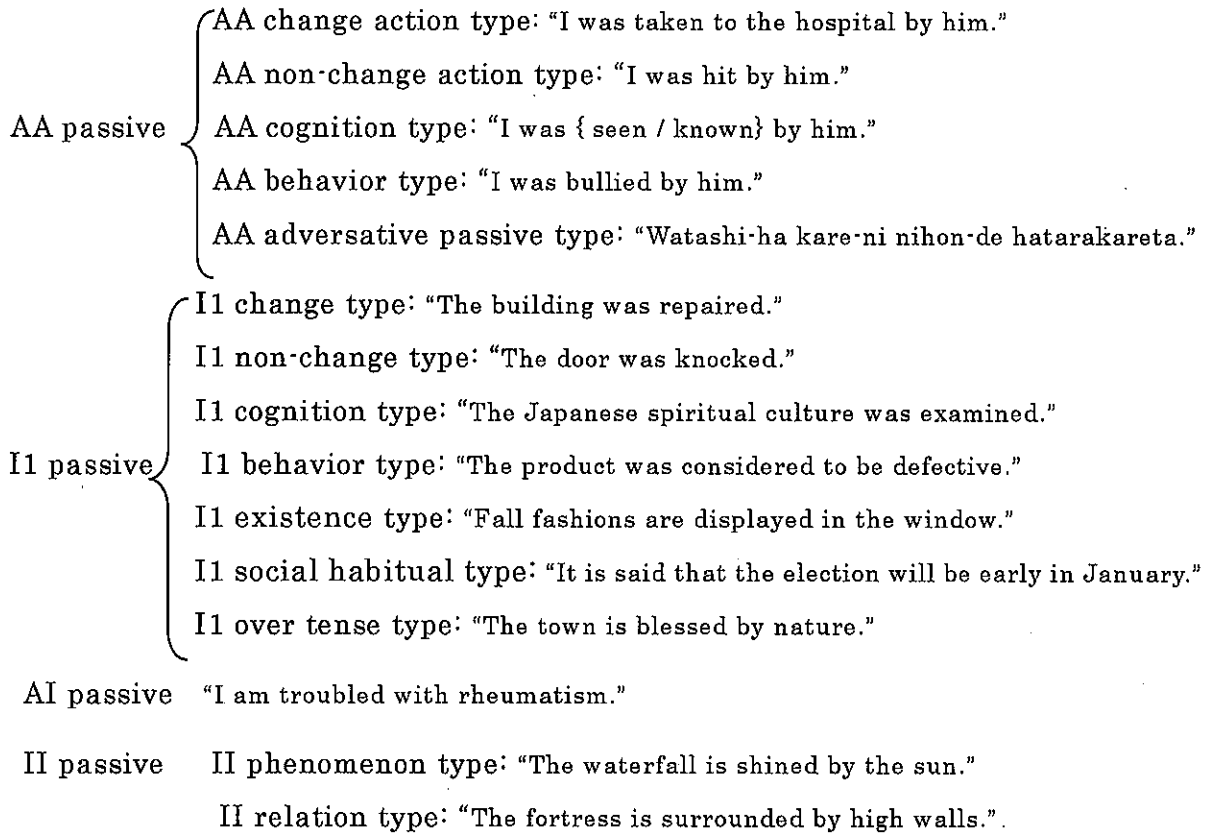 AA change action type: “I was taken to the hospital by him.”
AA non-change action type: “I was hit by him.”
AA passive AA cognition type: “I was { seen / known} by him.”
AA behavior type: “I was bullied by him.”
AA adversative passive type: “Watashi-ha kare-ni nihon-de hatarakareta.”
I1 change type: “The building was repaired.”
I1 non-change type: “The door was knocked.”
I1 cognition type: “The Japanese spiritual culture was examined.”
I1 passive I1 behavior type: “The product was considered to be defective.”
I1 existence type: “Fall fashions are displayed in the window.”
I1 social habitual type: “It is said that the election will be early in January.”
I1 over tense type: “The town is blessed by nature.”
AI passive “I am troubled with rheumatism.”
II passive II phenomenon type: “The waterfall is shined by the sun.”
II relation type: “The fortress is surrounded by high walls.”.